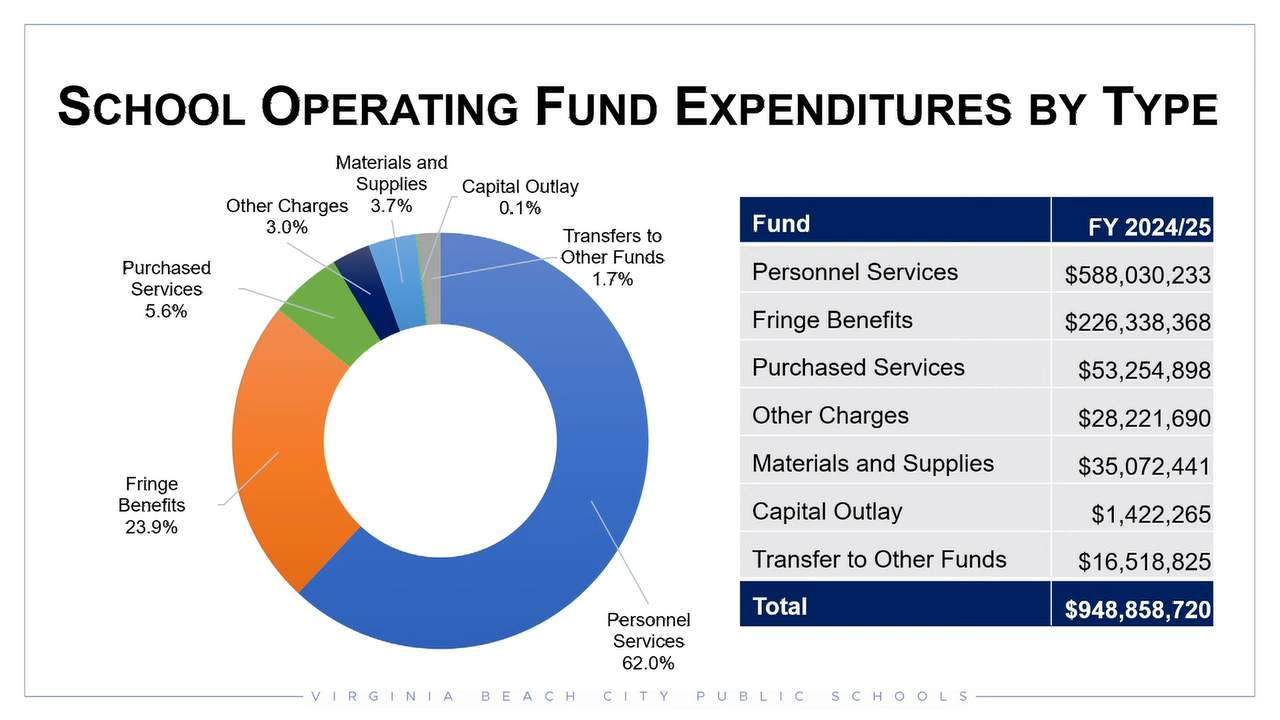 SCHOOL OPERATING FUND EXPENDITURES BY TYPE
Materials and
Supplies
3.7%
Capital Outlay
0.1%
Other Charges
3.0%
Transfers to
Other Funds
1.7%
Purchased
Services
5.6%
Fringe
Benefits
23.9%
Personnel
Services
62.0%
Fund FY 2024/25
Personnel Services $588,030,233
Fringe Benefits $226,338,368
Purchased Services $53,254,898
Other Charges $28,221,690
Materials and Supplies $35,072,441
Capital Outlay $1,422,265
Transfer to Other Funds $16,518,825
Total $948,858,720
VIRGINIA BEACH CITY PUBLIC SCHOOLS